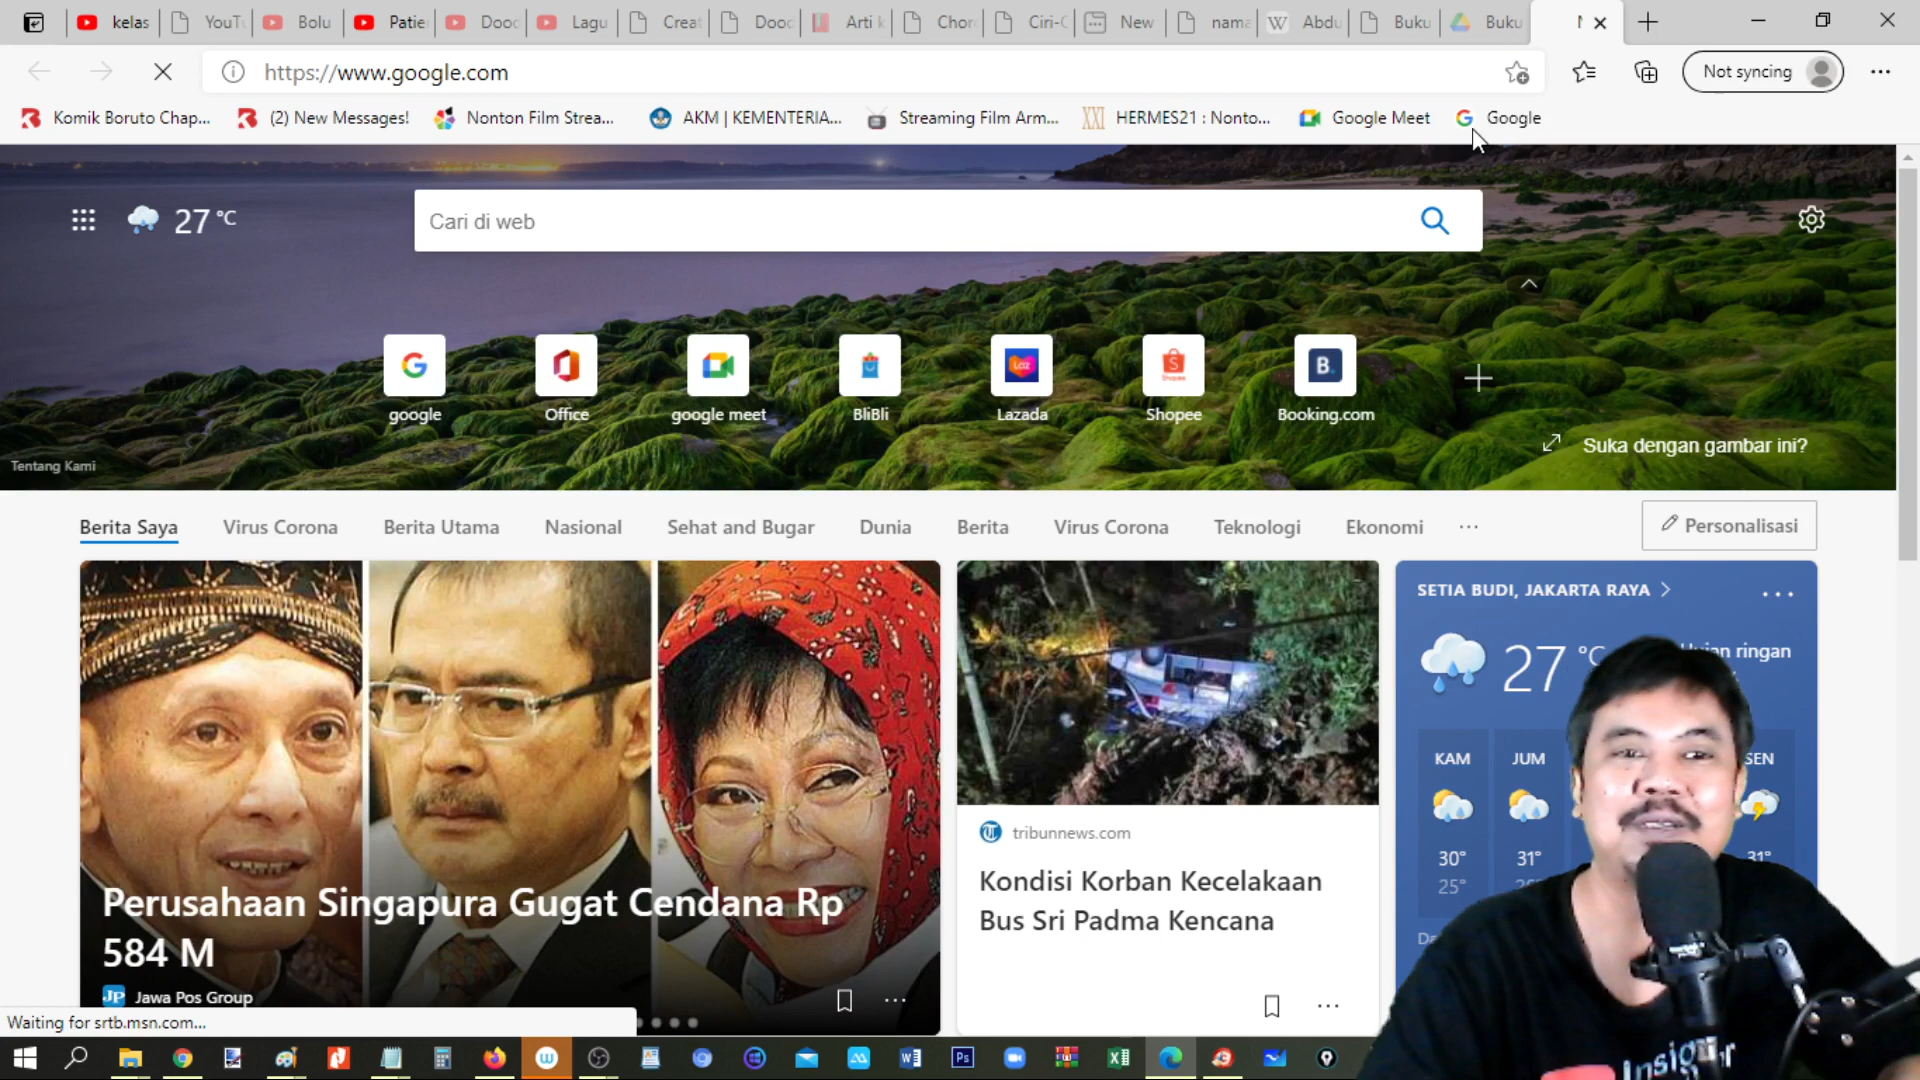 kelas
YouT
Bolu
Patie
Dood
Lagu
Creat
Dood
Arti k
Chor
Ciri-C
New
nama
Abdu
Buku
Buku
https://www.google.com
Not syncing
Komik Boruto Chap...
(2) New Messages!
Nonton Film Strea...
AKM | KEMENTERIA...
Streaming Film Arm...
HERMES21 : Nonto...
Google Meet
Google
27 °C
Cari di web
google
Office
google meet
BliBli
Lazada
Shopee
Booking.com
Tentang Kami
Suka dengan gambar ini?
Berita Saya
Virus Corona
Berita Utama
Nasional
Sehat and Bugar
Dunia
Berita
Virus Corona
Teknologi
Ekonomi
Personalisasi
Perusahaan Singapura Gugat Cendana Rp
584 M
JP Jawa Pos Group
tribunnews.com
Kondisi Korban Kecelakaan
Bus Sri Padma Kencana
SETIA BUDI, JAKARTA RAYA
27 °C
ringan
KAM
JUM
SEN
30°
31°
31°
25°
Waiting for srtb.msn.com...